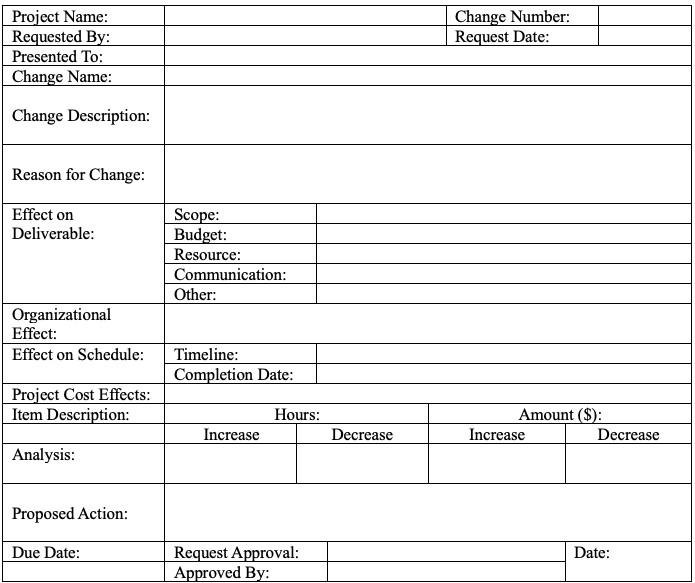 Project Name: Change Number:
Requested By: Request Date:
Presented To:
Change Name:
Change Description:
Reason for Change:
Effect on Scope:
Deliverable: Budget:
Resource:
Communication:
Other:
Organizational
Effect:
Effect on Schedule: Timeline:
Completion Date:
Project Cost Effects:
Item Description: Hours: Amount ($):
Increase Decrease Increase Decrease
Analysis:
Proposed Action:
Due Date: Request Approval: Date:
Approved By: